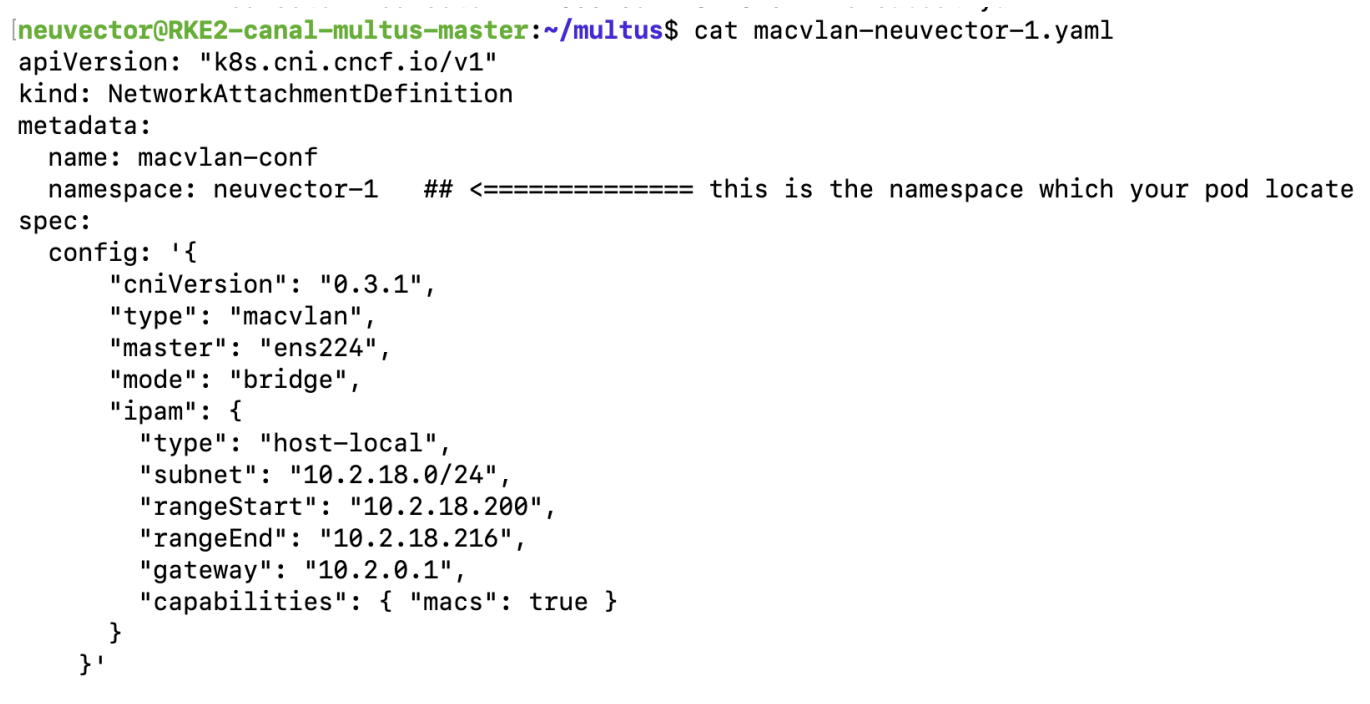 [neuvector@RKE2-canal-multus-master:~/multus$ cat macvlan-neuvector-1.yaml
apiVersion: "k8s.cni.cncf.io/v1"
kind: NetworkAttachmentDefinition
metadata:
  name: macvlan-conf
  namespace: neuvector-1   ## <============== this is the namespace which your pod locate
spec:
  config: '{
      "cniVersion": "0.3.1",
      "type": "macvlan",
      "master": "ens224",
      "mode": "bridge",
      "ipam": {
        "type": "host-local",
        "subnet": "10.2.18.0/24",
        "rangeStart": "10.2.18.200",
        "rangeEnd": "10.2.18.216",
        "gateway": "10.2.0.1",
        "capabilities": { "macs": true }
      }
    }'